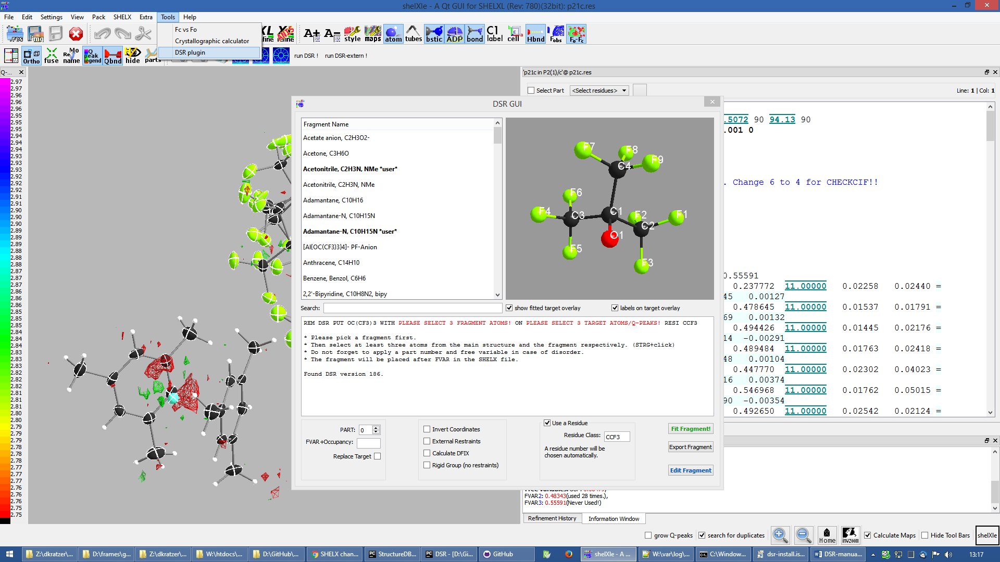 shelXle - A Qt GUI for SHELXL (Rev: 780)(32bit): p21c.res
File Edit Settings View Pack SHELX Extra Tools Help
Fc vs Fo
Crystallographic calculator
DSR plugin
.res img
A+ A= style maps atom tubes bstic ADP bond C1 label cell Hbnd Fobs Fo-Fc
Ortho fuse Re Mo name Q peak legend Qbnd hide parts
run DSR ! run DSR-extern !
Q-...
2.97
2.97
2.96
2.96
2.96
2.95
2.95
2.95
2.94
2.94
2.94
2.93
2.93
2.93
2.92
2.92
2.92
2.91
2.91
2.90
2.90
2.90
2.89
2.89
2.89
2.88
2.88
2.88
2.87
2.87
2.87
2.86
2.86
2.86
2.85
2.85
2.85
2.84
2.84
2.84
2.83
2.83
2.83
2.82
2.82
2.82
2.81
2.81
2.81
2.80
2.80
2.79
2.79
2.79
2.78
2.78
2.78
2.77
2.77
2.77
2.76
2.76
2.76
2.75
2.75
'p21c in P2(1)/c'@ p21c.res
Select Part <Select residues> Line: 1 | Col: 1
.5072 90 94.13 90
.001 0
. Change 6 to 4 for CHECKCIF!!
0.55591
0.237772 11.00000 0.02258 0.02440 =
45 0.00127
0.478645 11.00000 0.01537 0.01791 =
69 0.00132
0.494426 11.00000 0.01445 0.02176 =
14 -0.00291
0.489484 11.00000 0.01763 0.02418 =
48 0.00104
0.447770 11.00000 0.02302 0.04023 =
16 0.00374
0.546968 11.00000 0.01762 0.05015 =
90 -0.00354
0.492650 11.00000 0.02542 0.02124 =
DSR GUI
Fragment Name
Acetate anion, C2H3O2-
Acetone, C3H6O
Acetonitrile, C2H3N, NMe *user*
Acetonitrile, C2H3N, NMe
Adamantane, C10H16
Adamantane-N, C10H15N
Adamantane-N, C10H15N *user*
[Al{OC(CF3)3}4]- PF-Anion
Anthracene, C14H10
Benzene, Benzol, C6H6
2,2'-Bipyridine, C10H8N2, bipy
F7 F8 F9 C4
F6 F4 C3 C1 F2 F1
C2 O1 F5 F3
Search:
show fitted target overlay labels on target overlay
REM DSR PUT OC(CF3)3 WITH PLEASE SELECT 3 FRAGMENT ATOMS! ON PLEASE SELECT 3 TARGET ATOMS/Q-PEAKS! RESI CCF3
* Please pick a fragment first.
* Then select at least three atoms from the main structure and the fragment respectively. (STRG+click)
* Do not forget to apply a part number and free variable in case of disorder.
* The fragment will be placed after FVAR in the SHELX file.
Found DSR version 186.
PART: 0
FVAR+Occupancy:
Replace Target
Invert Coordinates
External Restraints
Calculate DFIX
Rigid Group (no restraints)
Use a Residue
Residue Class: CCF3
A residue number will be
chosen automatically.
Fit Fragment!
Export Fragment
Edit Fragment
FVAR2: 0.48343(used 28 times.),
FVAR3: 0.55591(Never Used!)
Refinement History Information Window
grow Q-peaks search for duplicates Home invzoom Calculate Maps Hide Tool Bars shelXle
Z:\dkratzer\... D:\frames\g... Z:\dkratzer\... W:\htdocs\... D:\GitHub\... SHELX chan... StructureDB... DSR - [D:\Gi... GitHub shelXle - A ... W:\var\log\... C:\Window... dsr-install.is... DSR-manua... 13:17